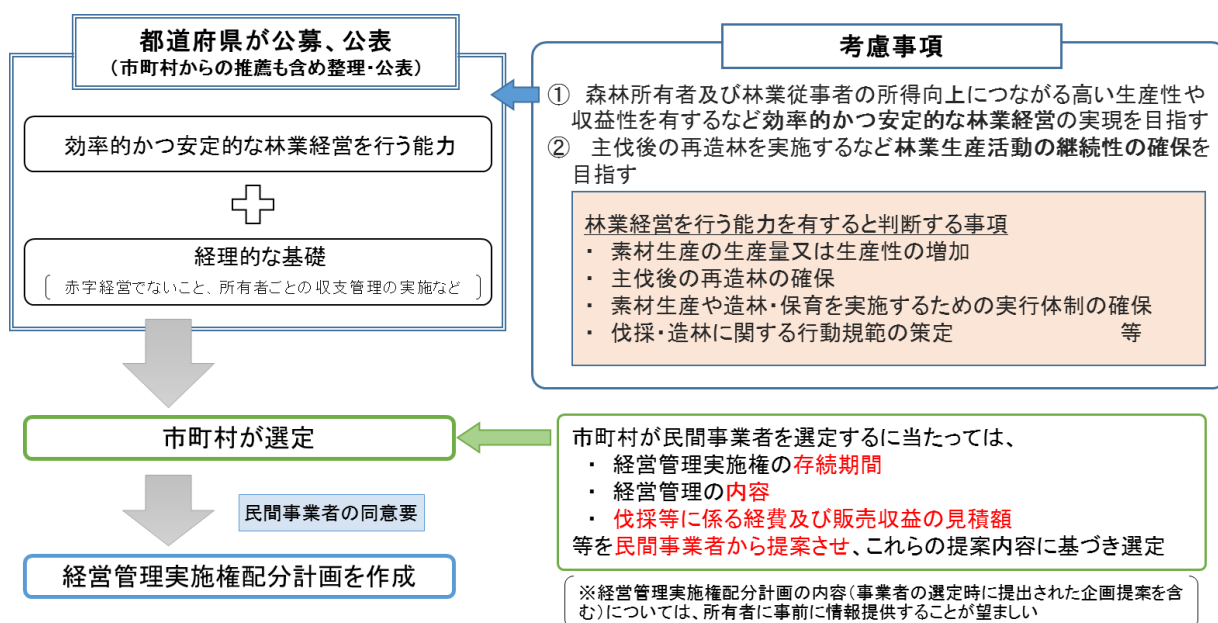 都道府県が公募、公表
(市町村からの推薦も含め整理・公表)
効率的かつ安定的な林業経営を行う能力
経理的な基礎
赤字経営でないこと、所有者ごとの収支管理の実施など
考慮事項
① 森林所有者及び林業従事者の所得向上につながる高い生産性や
収益性を有するなど効率的かつ安定的な林業経営の実現を目指す
② 主伐後の再造林を実施するなど林業生産活動の継続性の確保を
目指す
林業経営を行う能力を有すると判断する事項
・ 素材生産の生産量又は生産性の増加
・ 主伐後の再造林の確保
・ 素材生産や造林・保育を実施するための実行体制の確保
・ 伐採・造林に関する行動規範の策定 等
市町村が選定
市町村が民間事業者を選定するに当たっては、
・ 経営管理実施権の存続期間
・ 経営管理の内容
・ 伐採等に係る経費及び販売収益の見積額
等を民間事業者から提案させ、これらの提案内容に基づき選定
民間事業者の同意要
経営管理実施権配分計画を作成
※経営管理実施権配分計画の内容(事業者の選定時に提出された企画提案を含
む)については、所有者に事前に情報提供することが望ましい